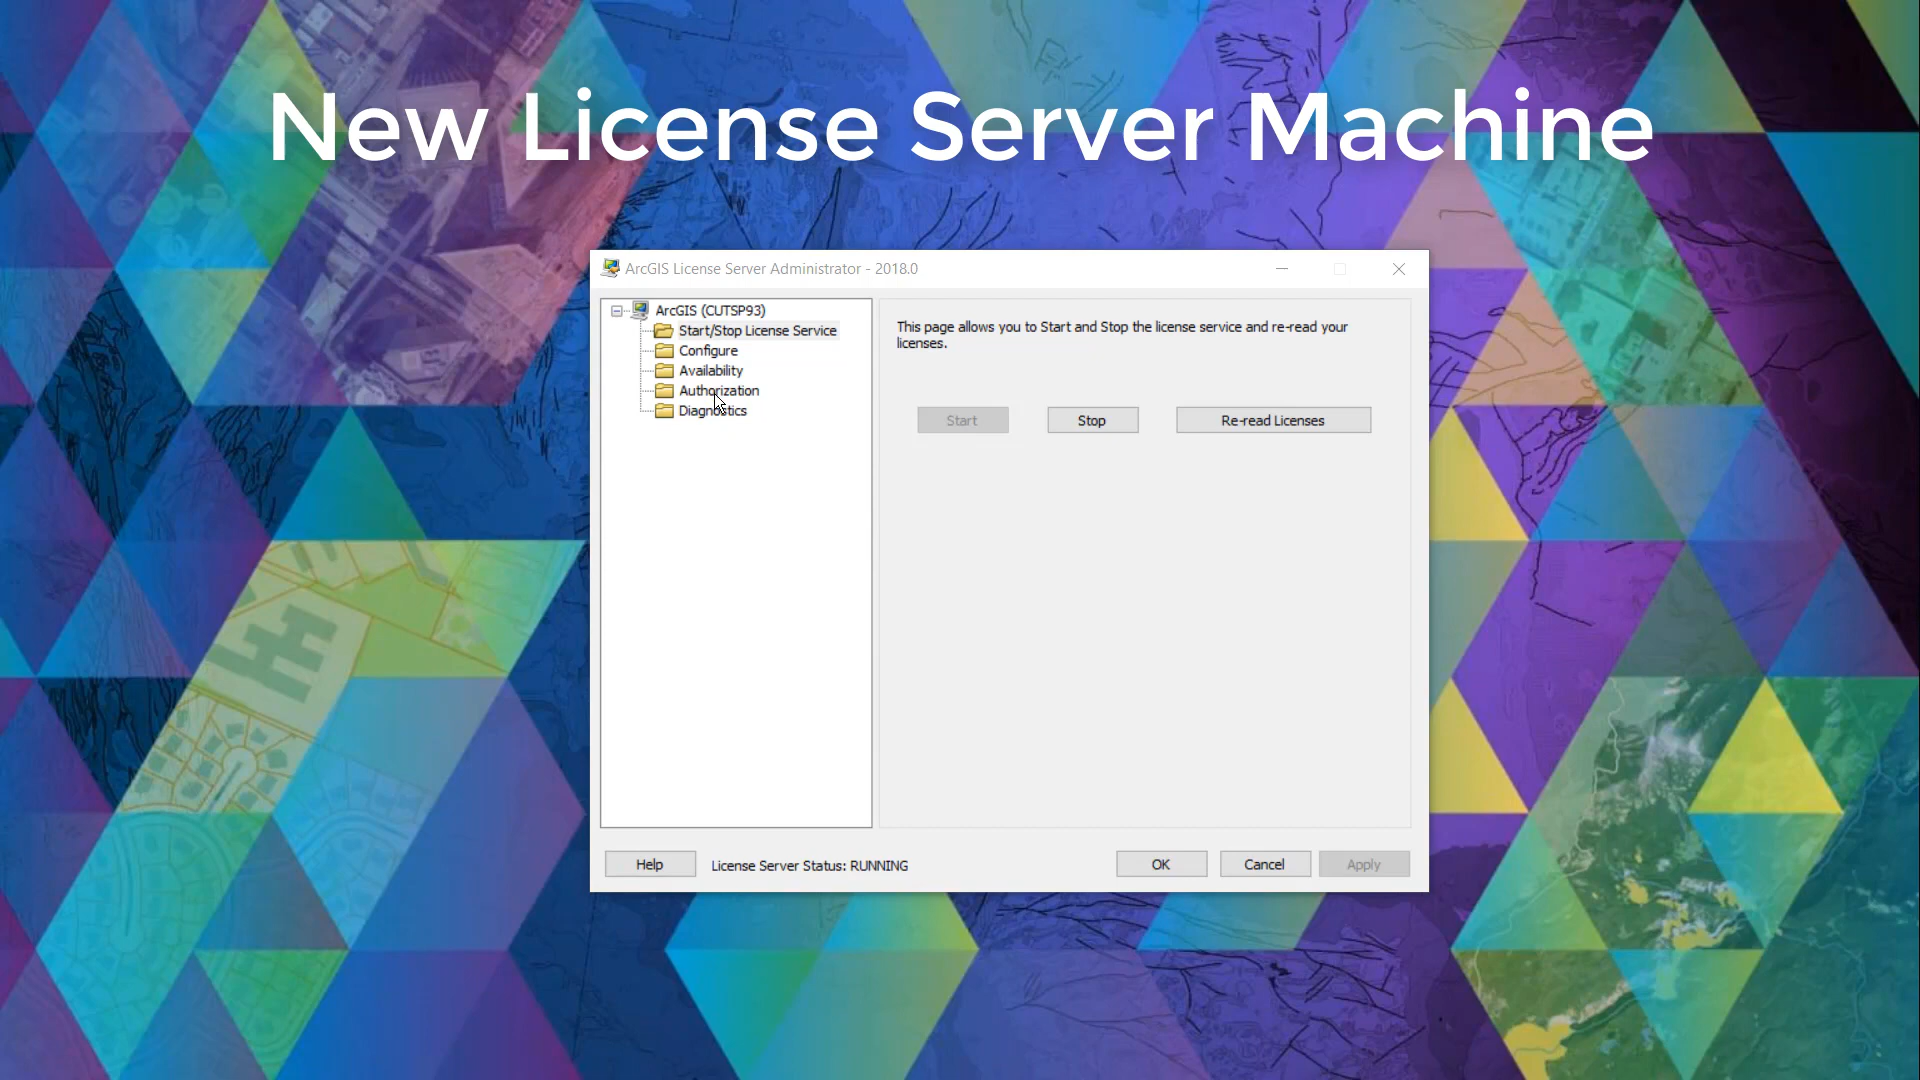 New License Server Machine
ArcGIS License Server Administrator - 2018.0
ArcGIS (CUTSP93)
Start/Stop License Service
Configure
Availability
Authorization
Diagnostics
This page allows you to Start and Stop the license service and re-read your
licenses.
Start
Stop
Re-read Licenses
Help
License Server Status: RUNNING
OK
Cancel
Apply